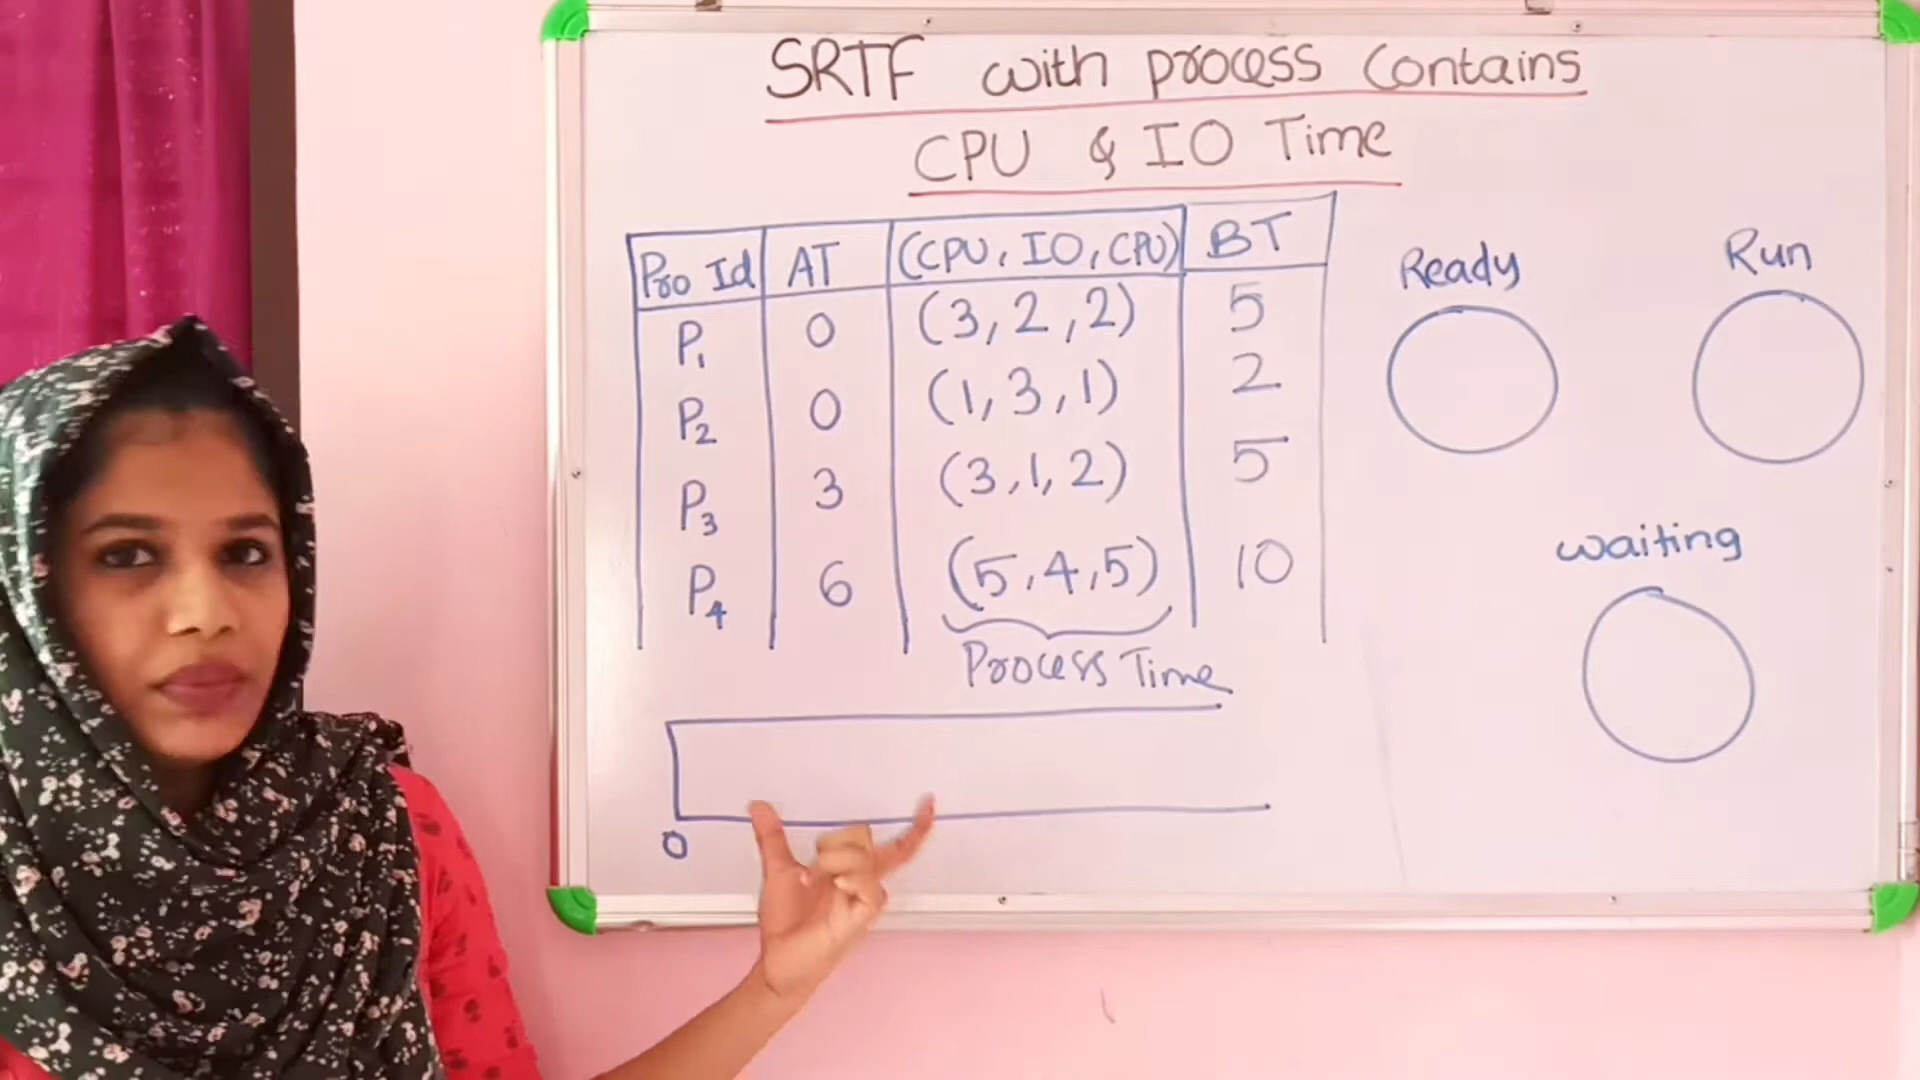 SRTF with process Contains
CPU & IO Time
Pro Id AT (CPU, IO, CPU) BT
P1 0 (3, 2, 2) 5
P2 0 (1, 3, 1) 2
P3 3 (3, 1, 2) 5
P4 6 (5, 4, 5) 10
Process Time
0
Ready Run
waiting